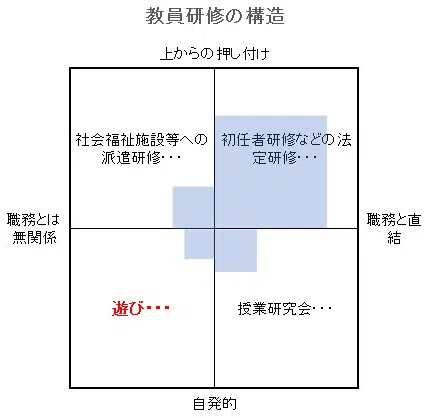 教員研修の構造
上からの押し付け
社会福祉施設等への
派遣研修・・・
初任者研修などの法
定研修・・・
職務とは
無関係
職務と直
結
遊び・・・
授業研究会・・・
自発的